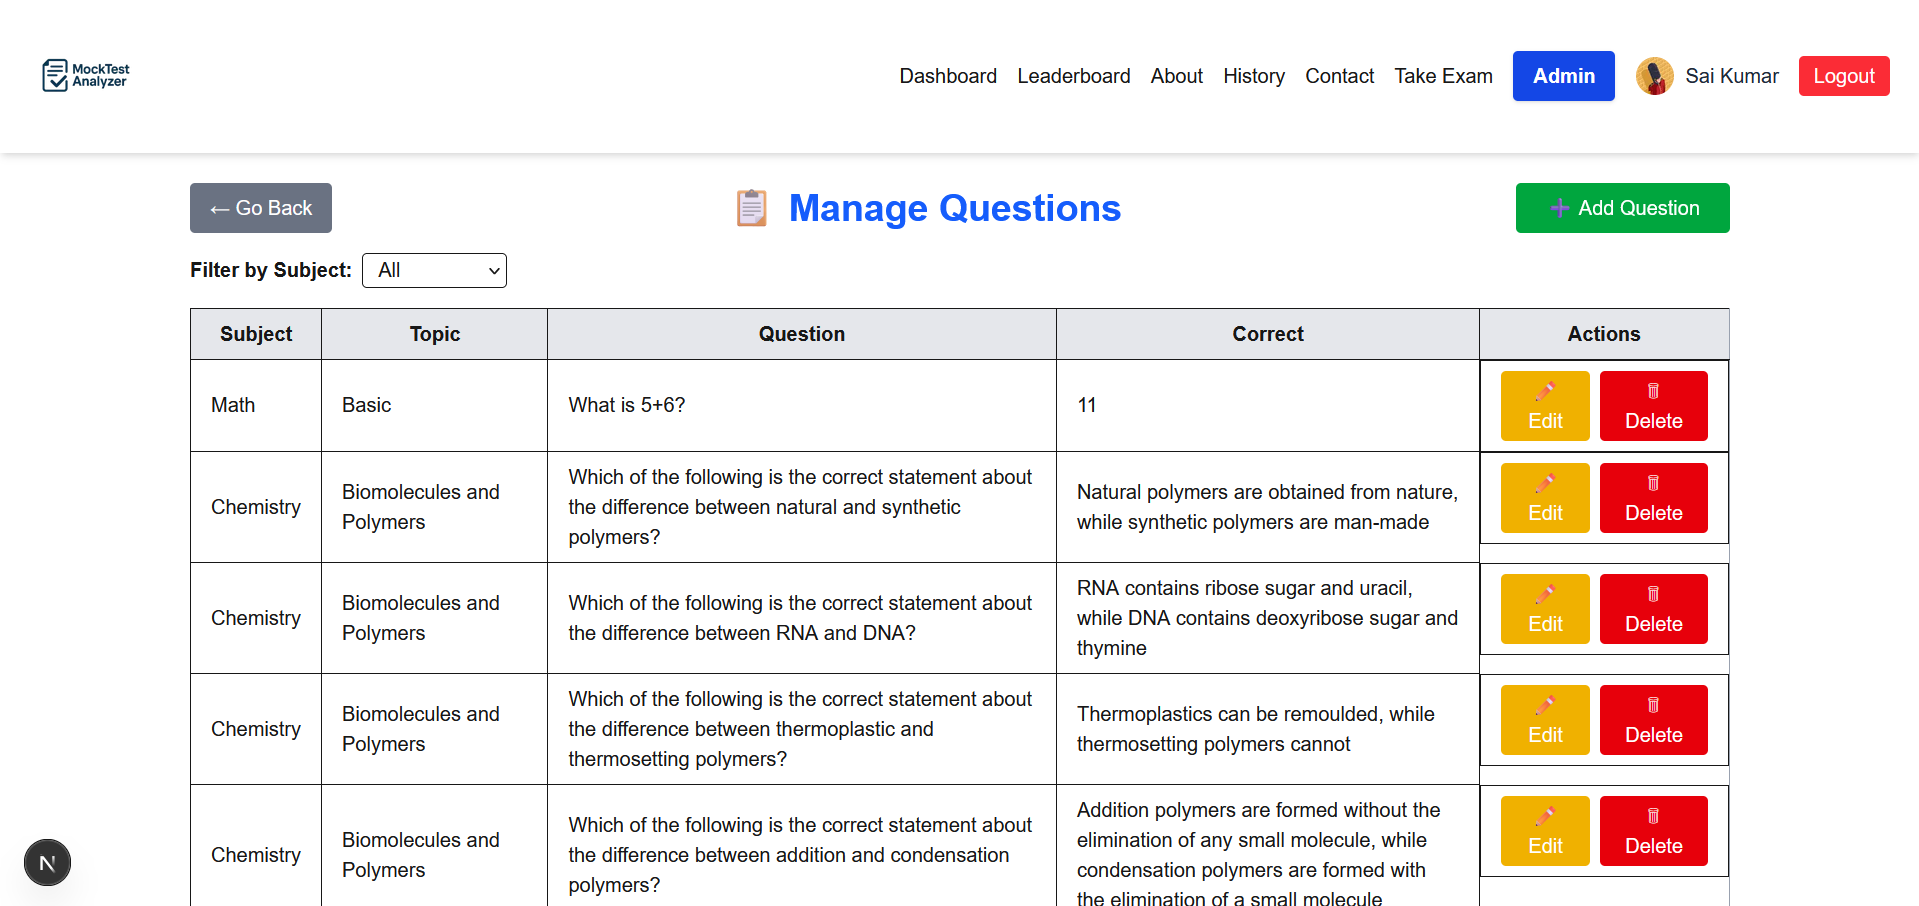 MockTest
Analyzer
Dashboard Leaderboard About History Contact Take Exam Admin Sai Kumar Logout
← Go Back
Manage Questions
Add Question
Filter by Subject: All
Subject Topic Question Correct Actions
Math Basic What is 5+6? 11 Edit Delete
Chemistry
Biomolecules and
Polymers
Which of the following is the correct statement about
the difference between natural and synthetic
polymers?
Natural polymers are obtained from nature,
while synthetic polymers are man-made
Edit Delete
Chemistry
Biomolecules and
Polymers
Which of the following is the correct statement about
the difference between RNA and DNA?
RNA contains ribose sugar and uracil,
while DNA contains deoxyribose sugar and
thymine
Edit Delete
Chemistry
Biomolecules and
Polymers
Which of the following is the correct statement about
the difference between thermoplastic and
thermosetting polymers?
Thermoplastics can be remoulded, while
thermosetting polymers cannot
Edit Delete
Chemistry
Biomolecules and
Polymers
Which of the following is the correct statement about
the difference between addition and condensation
polymers?
Addition polymers are formed without the
elimination of any small molecule, while
condensation polymers are formed with
the elimination of a small molecule
Edit Delete
N